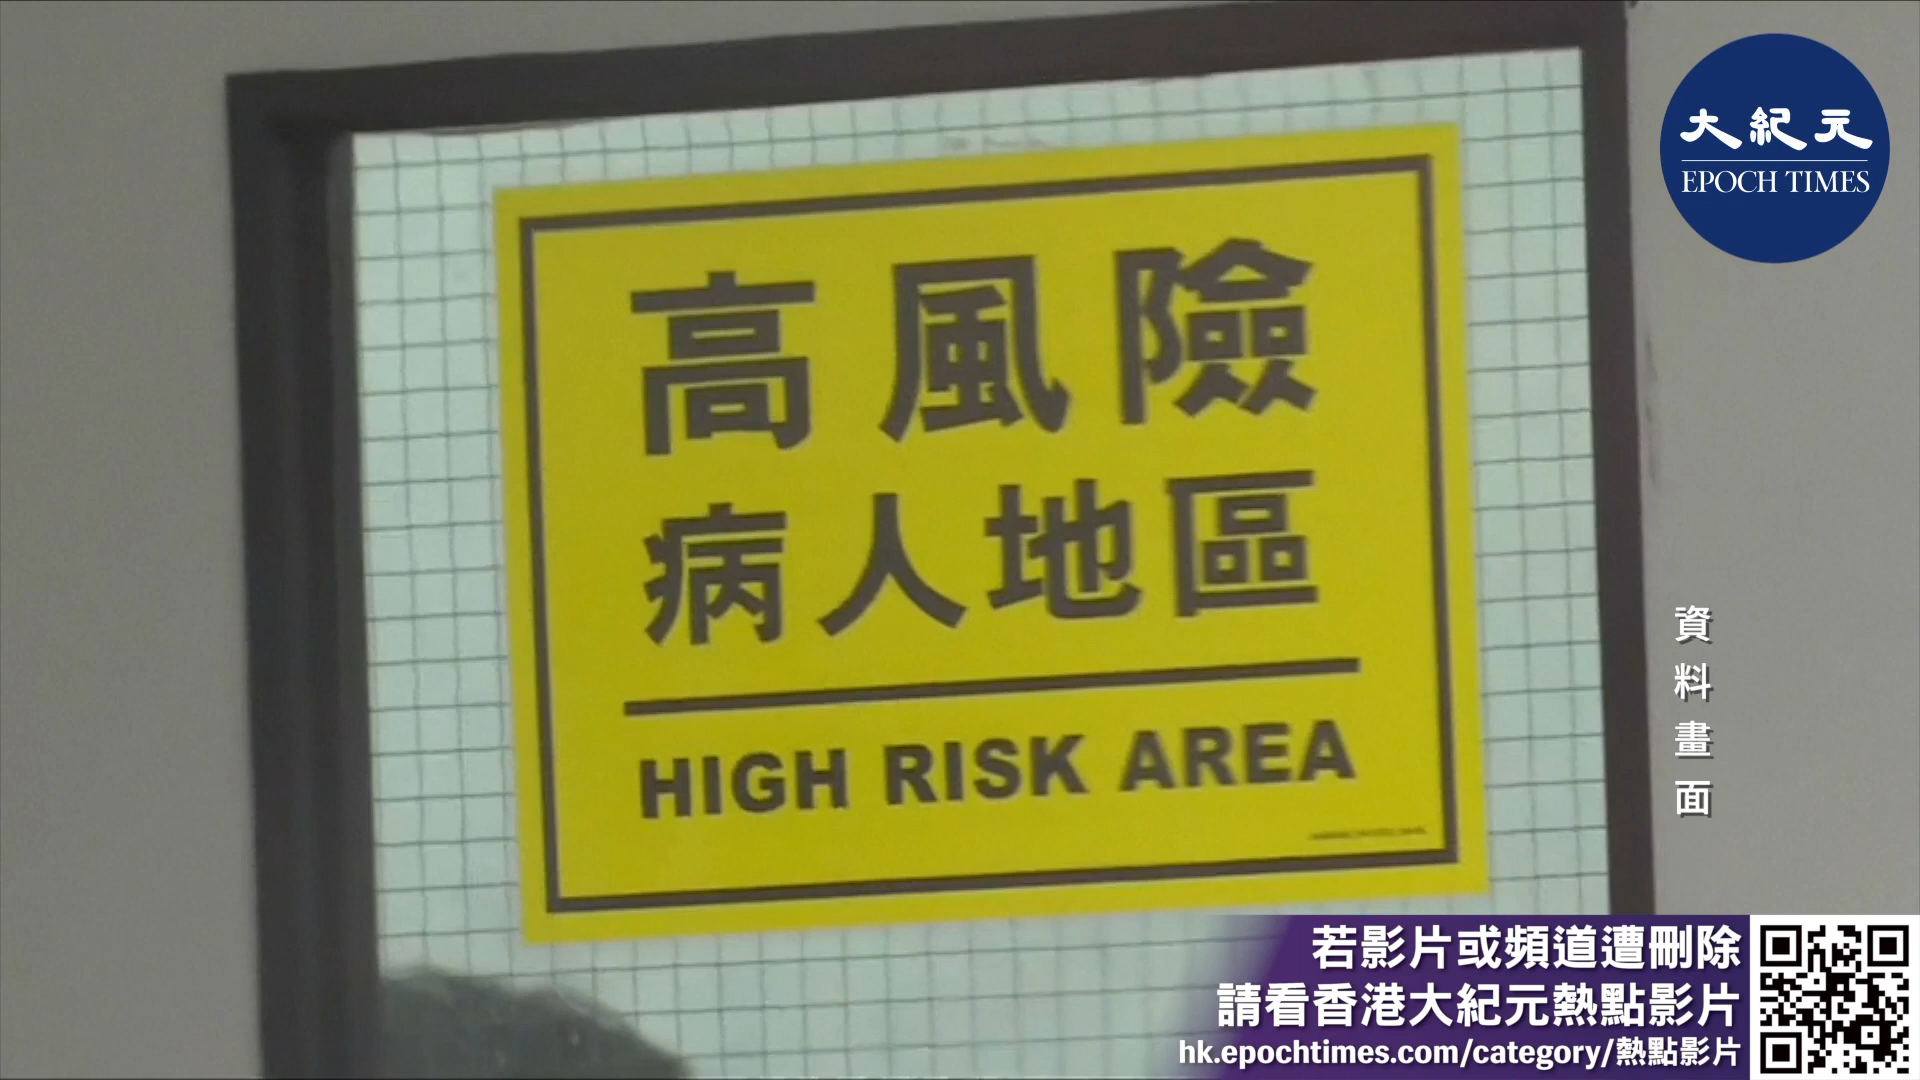 大紀元
EPOCH TIMES
高風險
病人地區
HIGH RISK AREA
資料畫面
若影片或頻道遭刪除
請看香港大紀元熱點影片
hk.epochtimes.com/category/熱點影片